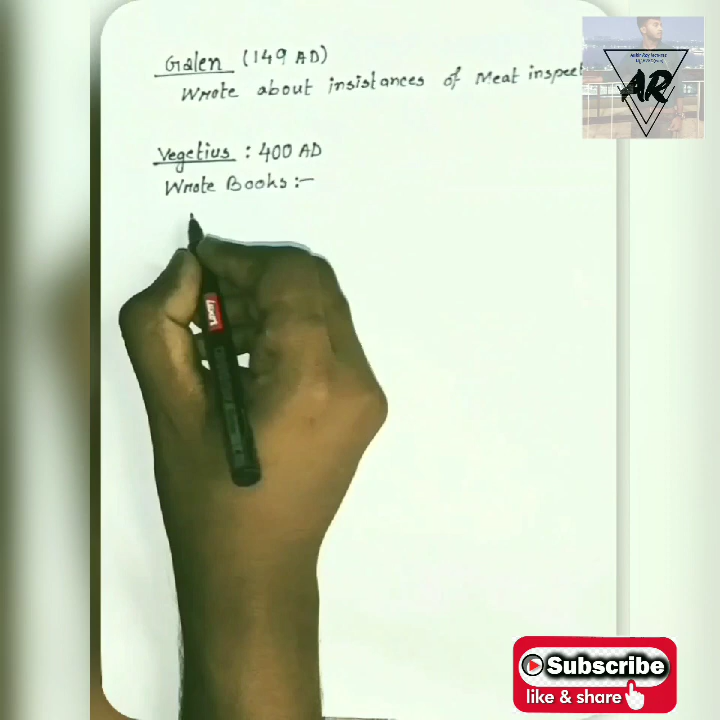 Galen (149 AD)
Wrote about insistances of Meat inspect
Vegetius : 400 AD
Wrote Books :-
AR
Subscribe
like & share